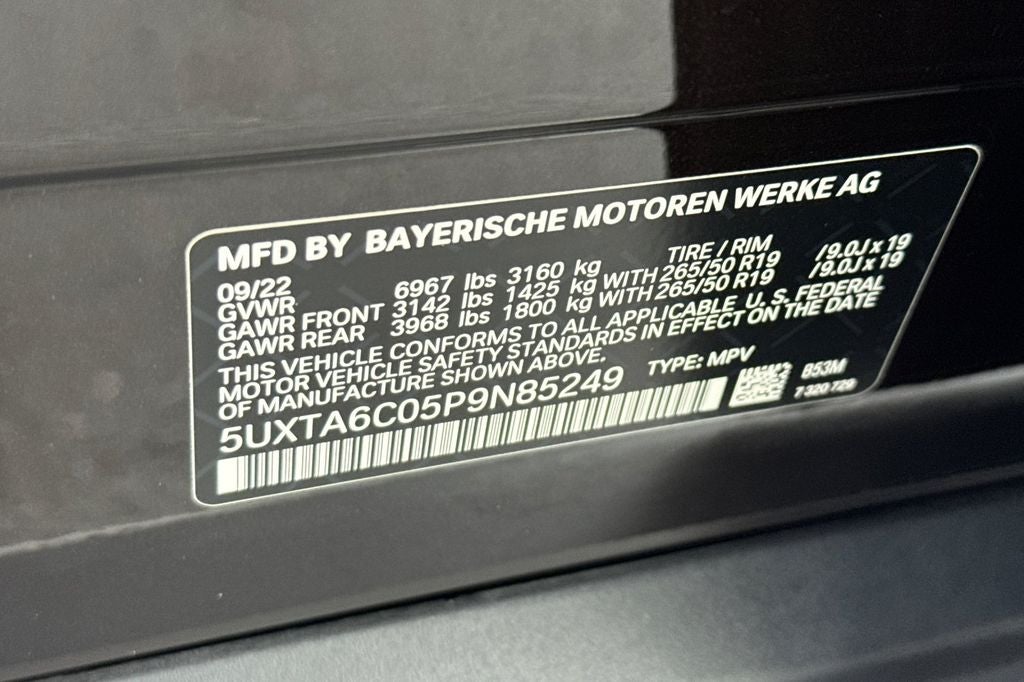 MFD BY BAYERISCHE MOTOREN WERKE AG
09/22 TIRE / RIM
GVWR 6967 lbs 3160 kg
GAWR FRONT 3142 lbs 1425 kg WITH 265/50 R19 /9.0J x 19
GAWR REAR 3968 lbs 1800 kg WITH 265/50 R19 /9.0J x 19
THIS VEHICLE CONFORMS TO ALL APPLICABLE U. S. FEDERAL
MOTOR VEHICLE SAFETY STANDARDS IN EFFECT ON THE DATE
OF MANUFACTURE SHOWN ABOVE.
5UXTA6C05P9N85249 TYPE: MPV
853M
7 320 729